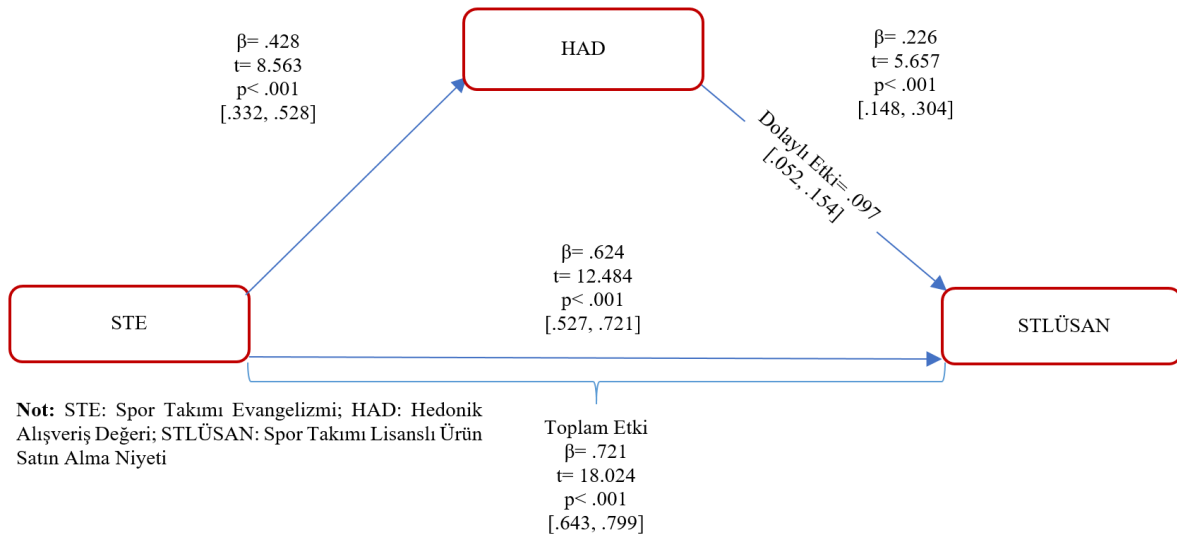 β= .428
t= 8.563
p< .001
[.332, .528]
HAD
β= .226
t= 5.657
p< .001
[.148, .304]
Dolaylı Etki= .097
[.052, .154]
β= .624
t= 12.484
p< .001
[.527, .721]
STE
STLÜSAN
Not: STE: Spor Takımı Evangelizmi; HAD: Hedonik
Alışveriş Değeri; STLÜSAN: Spor Takımı Lisanslı Ürün
Satın Alma Niyeti
Toplam Etki
β= .721
t= 18.024
p< .001
[.643, .799]